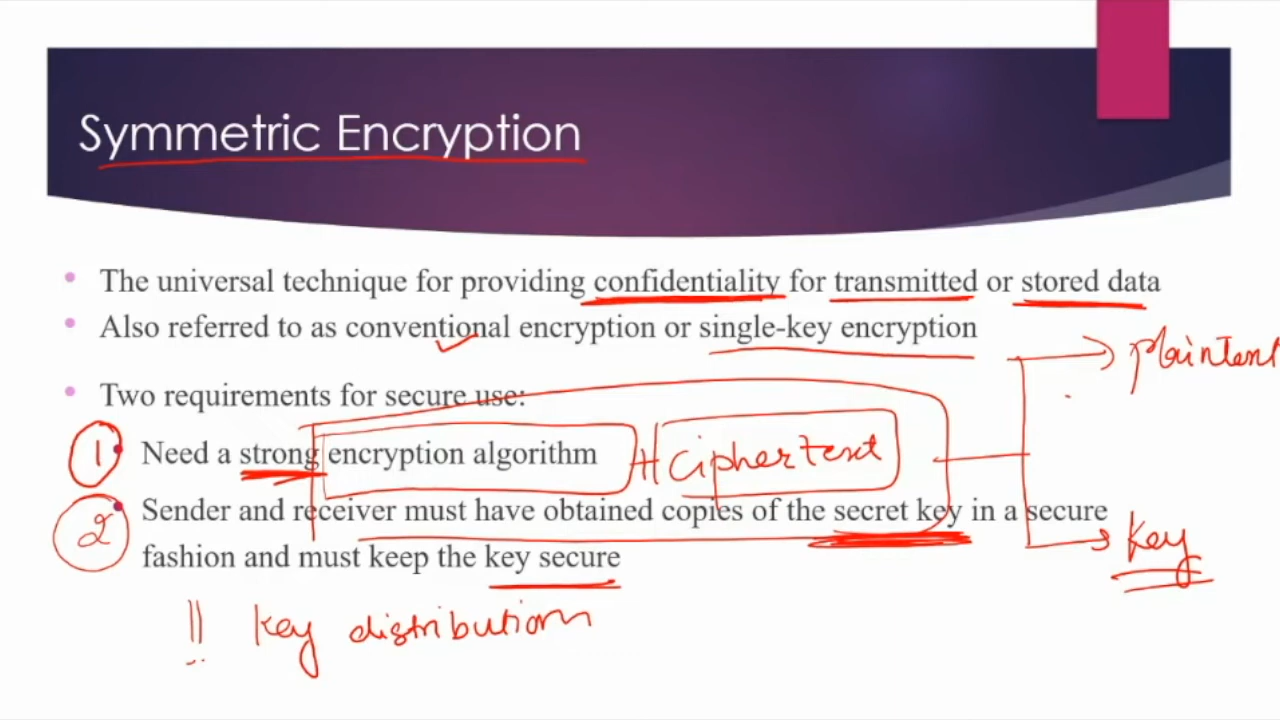 Symmetric Encryption
• The universal technique for providing confidentiality for transmitted or stored data
• Also referred to as conventional encryption or single-key encryption
plaintext
• Two requirements for secure use:
1 • Need a strong encryption algorithm + Ciphertext
2 • Sender and receiver must have obtained copies of the secret key in a secure
fashion and must keep the key secure
Key
!! Key distribution